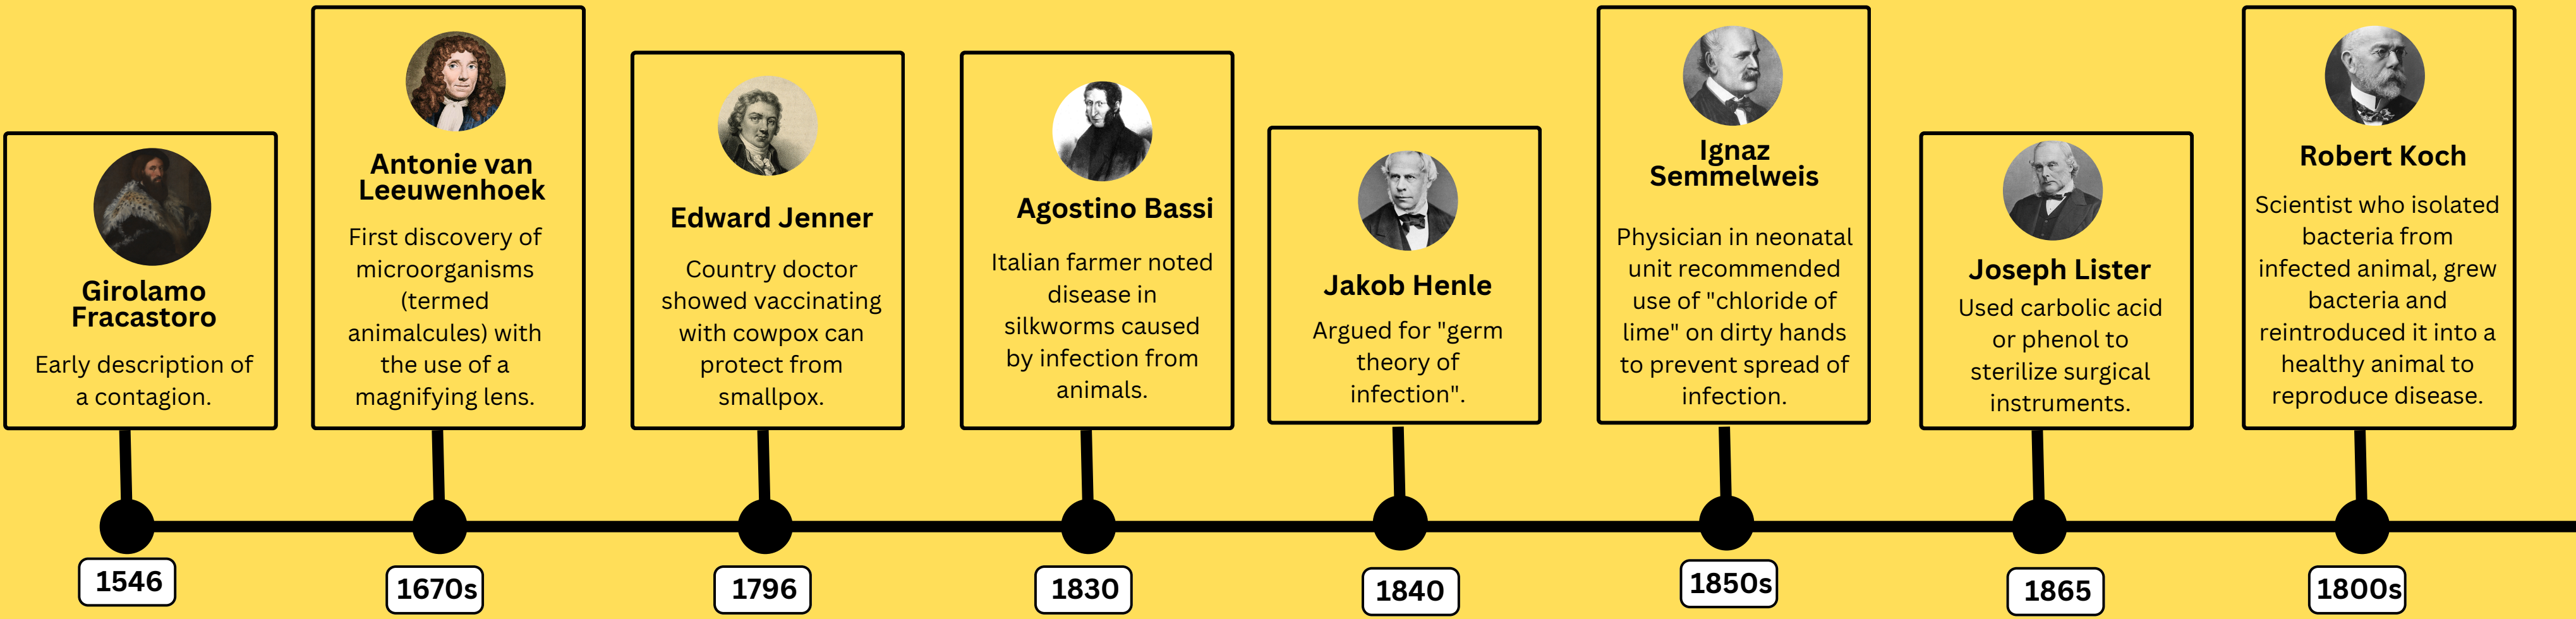 Girolamo
Fracastoro
Early description of
a contagion.
1546
Antonie van
Leeuwenhoek
First discovery of
microorganisms
(termed
animalcules) with
the use of a
magnifying lens.
1670s
Edward Jenner
Country doctor
showed vaccinating
with cowpox can
protect from
smallpox.
1796
Agostino Bassi
Italian farmer noted
disease in
silkworms caused
by infection from
animals.
1830
Jakob Henle
Argued for "germ
theory of
infection".
1840
Ignaz
Semmelweis
Physician in neonatal
unit recommended
use of "chloride of
lime" on dirty hands
to prevent spread of
infection.
1850s
Joseph Lister
Used carbolic acid
or phenol to
sterilize surgical
instruments.
1865
Robert Koch
Scientist who isolated
bacteria from
infected animal, grew
bacteria and
reintroduced it into a
healthy animal to
reproduce disease.
1800s